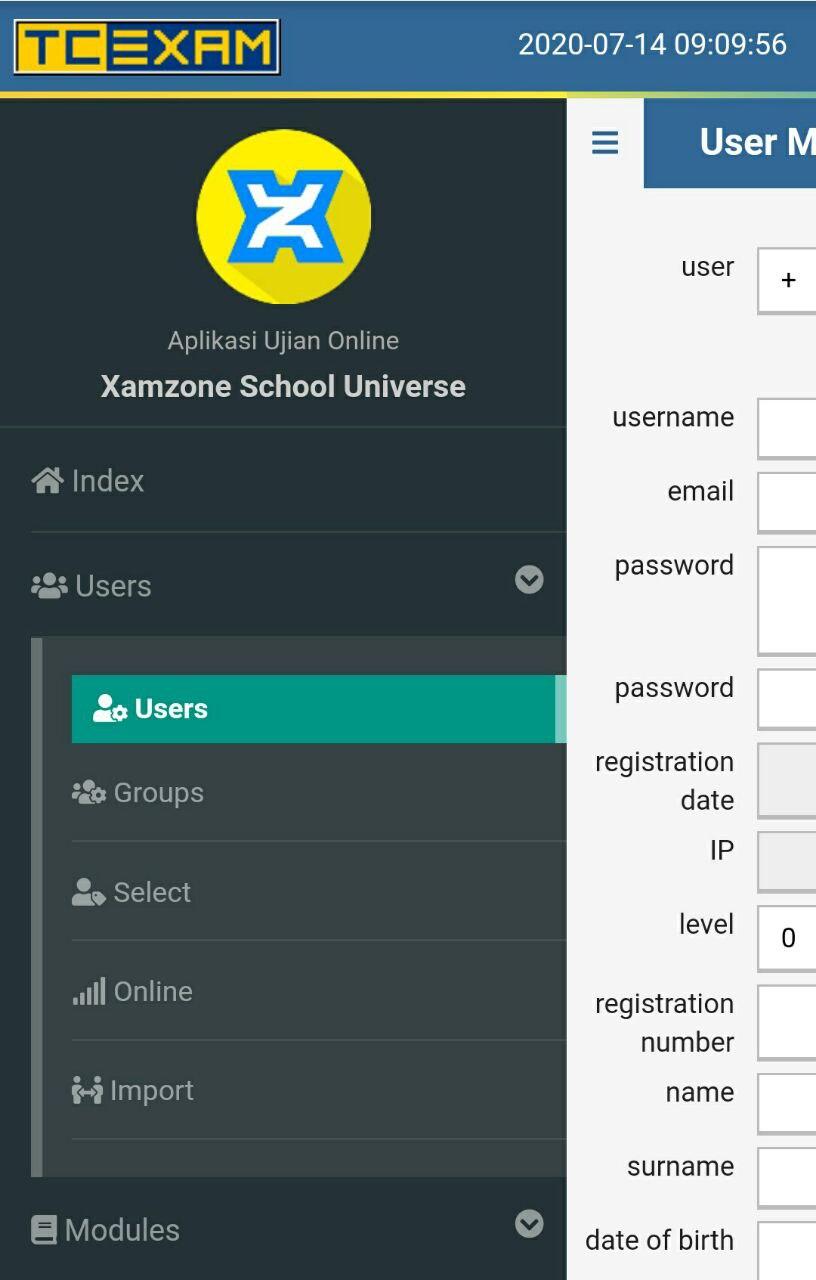 TCEXAM
2020-07-14 09:09:56
Aplikasi Ujian Online
Xamzone School Universe
Index
Users
Users
Groups
Select
Online
Import
Modules
User M
user
+
username
email
password
password
registration
date
IP
level
0
registration
number
name
surname
date of birth